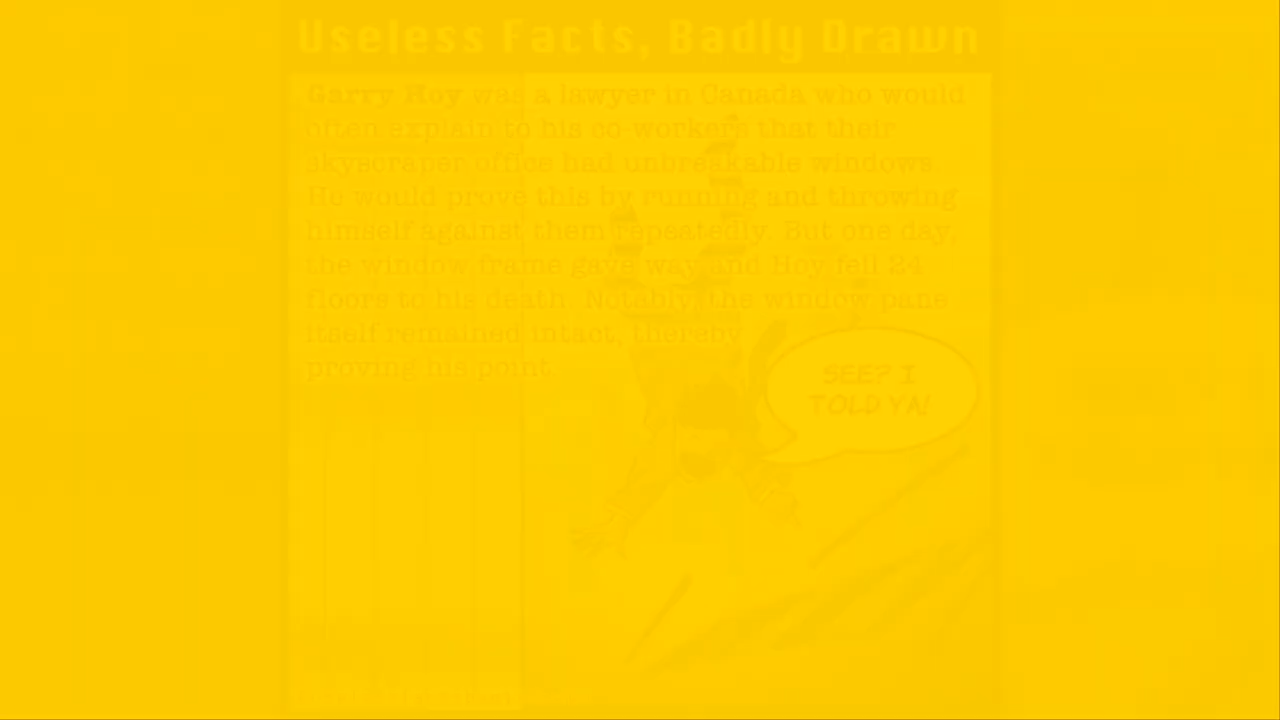 Useless Facts, Badly Drawn
Garry Hoy was a lawyer in Canada who would
often explain to his co-workers that their
skyscraper office had unbreakable windows
He would prove this by running and throwing
himself against them repeatedly. But one day,
the window frame gave way and Hoy fell 24
floors to his death. Notably, the window pane
itself remained intact, thereby
proving his point
SEE? I
TOLD YA!